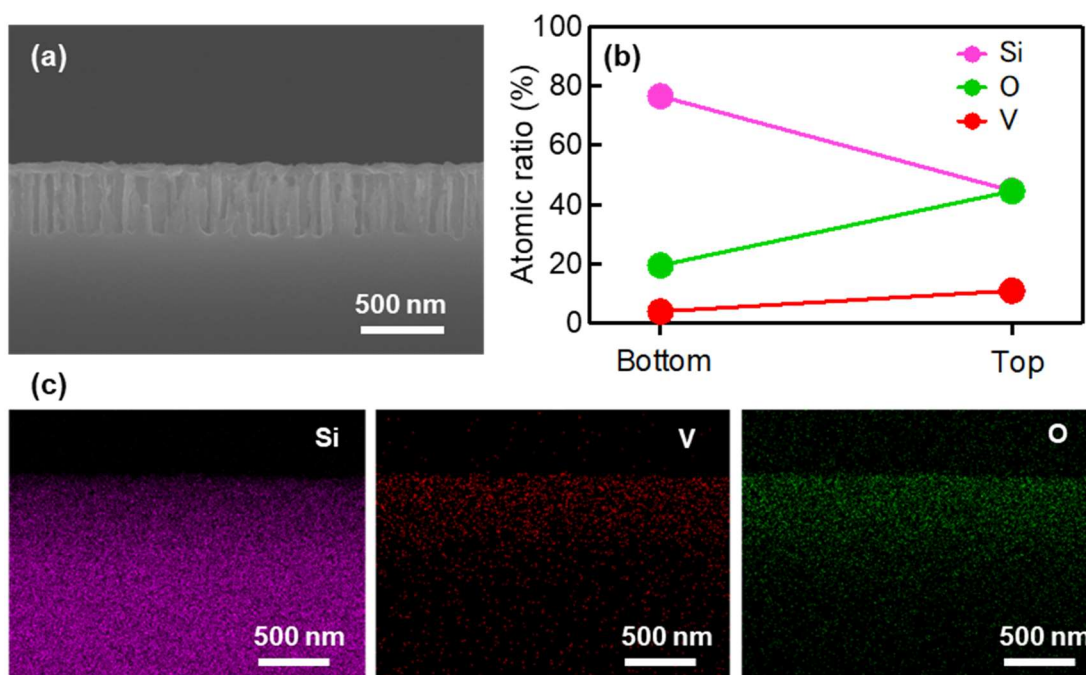 (a)
500 nm
(b)
Atomic ratio (%)
100
80
60
40
20
0
Si
O
V
Bottom
Top
(c)
Si
500 nm
V
500 nm
O
500 nm